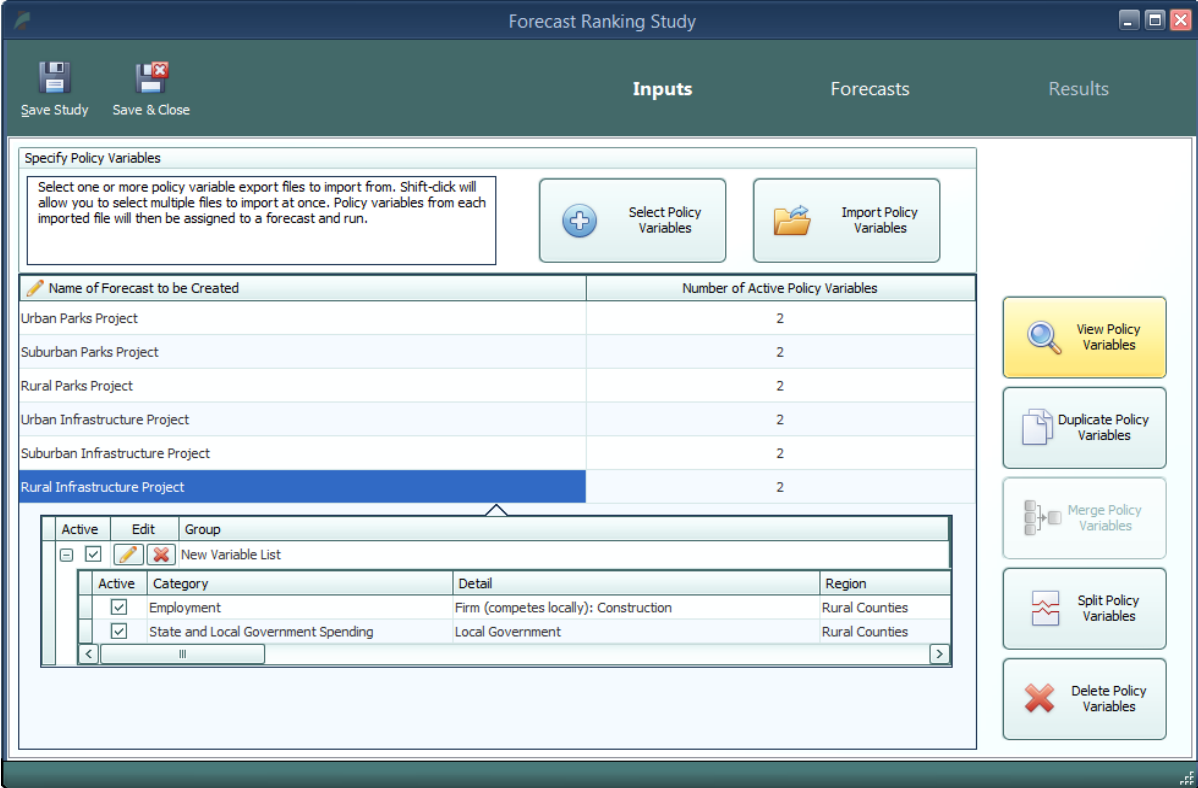 Forecast Ranking Study
Save Study
Save & Close
Inputs
Forecasts
Results
Specify Policy Variables
Select one or more policy variable export files to import from. Shift-click will
allow you to select multiple files to import at once. Policy variables from each
imported file will then be assigned to a forecast and run.
Select Policy
Variables
Import Policy
Variables
Name of Forecast to be Created Number of Active Policy Variables
Urban Parks Project 2
Suburban Parks Project 2
Rural Parks Project 2
Urban Infrastructure Project 2
Suburban Infrastructure Project 2
Rural Infrastructure Project 2
Active Edit Group
New Variable List
Active Category Detail Region
Employment Firm (competes locally): Construction Rural Counties
State and Local Government Spending Local Government Rural Counties
View Policy
Variables
Duplicate Policy
Variables
Merge Policy
Variables
Split Policy
Variables
Delete Policy
Variables